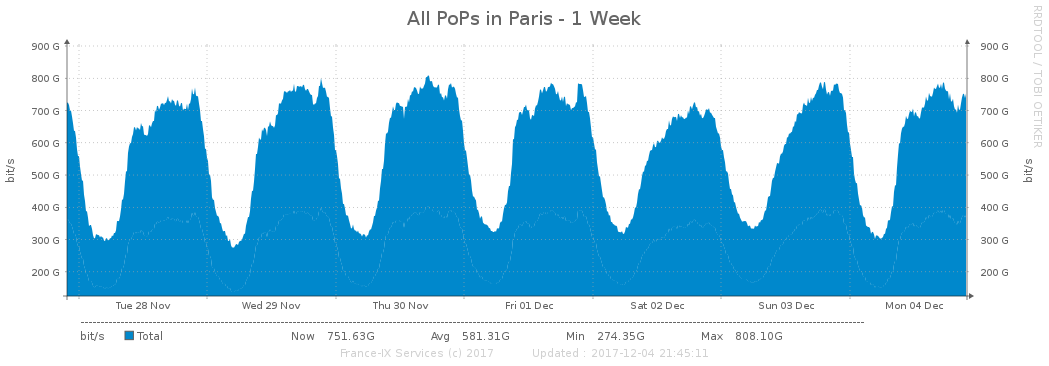 All PoPs in Paris - 1 Week
RRDTOOL / TOBI OETIKER
900 G 900 G
800 G 800 G
700 G 700 G
600 G 600 G
500 G 500 G
400 G 400 G
300 G 300 G
200 G 200 G
bit/s bit/s
Tue 28 Nov Wed 29 Nov Thu 30 Nov Fri 01 Dec Sat 02 Dec Sun 03 Dec Mon 04 Dec
bit/s Total Now 751.63G Avg 581.31G Min 274.35G Max 808.10G
France-IX Services (c) 2017 Updated : 2017-12-04 21:45:11